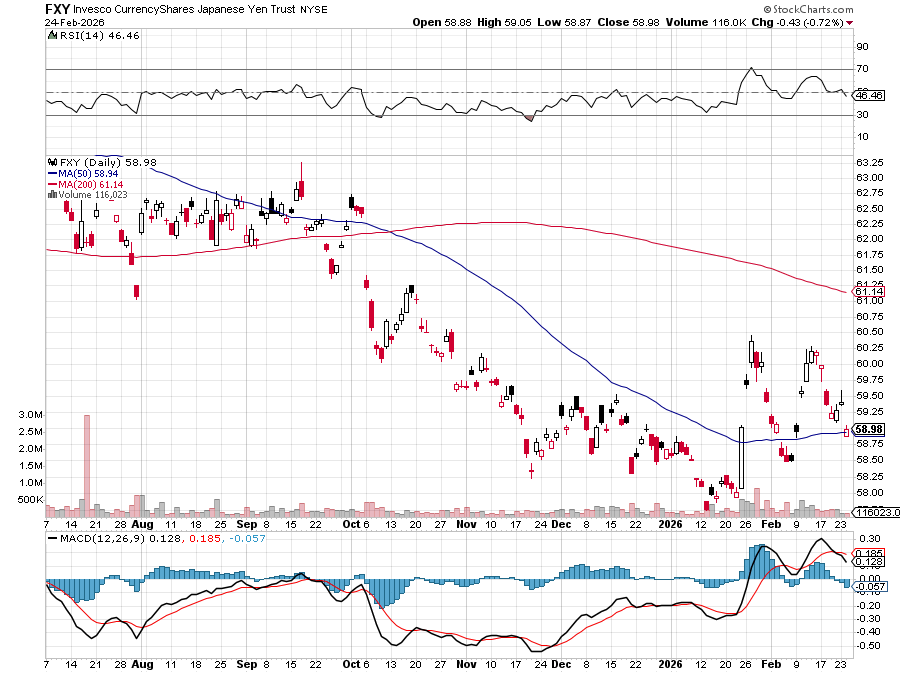 FXY Invesco CurrencyShares Japanese Yen Trust NYSE © StockCharts.com
24-Feb-2026 Open 58.88 High 59.05 Low 58.87 Close 58.98 Volume 116.0K Chg -0.43 (-0.72%)
RSI(14) 46.46
90
70
50
46.46
30
10
FXY (Daily) 58.98
MA(50) 58.94
MA(200) 61.14
Volume 116,023
63.25
63.00
62.75
62.50
62.25
62.00
61.75
61.50
61.14
61.00
60.75
60.50
60.25
60.00
59.75
59.50
59.25
58.98
58.75
58.50
58.25
58.00
116023.0
3.0M
2.5M
2.0M
1.5M
1.0M
500K
7 14 21 28 Aug 11 18 25 Sep 8 15 22 Oct 6 13 20 27 Nov 10 17 24 Dec 8 15 22 2026 12 20 26 Feb 9 17 23
MACD(12,26,9) 0.128, 0.185, -0.057
0.30
0.185
0.128
0.00
-0.057
-0.10
-0.20
-0.30
-0.40
-0.50
7 14 21 28 Aug 11 18 25 Sep 8 15 22 Oct 6 13 20 27 Nov 10 17 24 Dec 8 15 22 2026 12 20 26 Feb 9 17 23